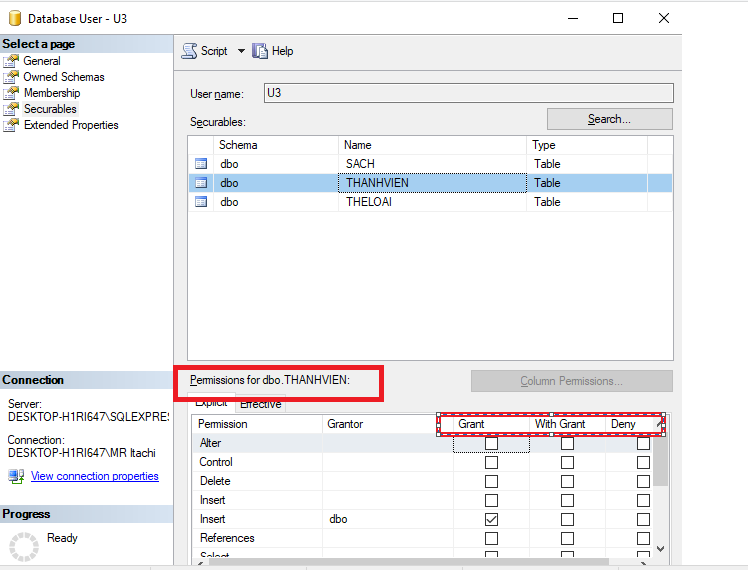 Database User - U3
Select a page
General
Owned Schemas
Membership
Securables
Extended Properties
Script Help
User name: U3
Securables: Search...
Schema Name Type
dbo SACH Table
dbo THANHVIEN Table
dbo THELOAI Table
Permissions for dbo.THANHVIEN: Column Permissions...
Explicit Effective
Permission Grantor Grant With Grant Deny
Alter
Control
Delete
Insert
Insert dbo
References
Select
Connection
Server:
DESKTOP-H1RI647\SQLEXPRES
Connection:
DESKTOP-H1RI647\MR Itachi
View connection properties
Progress
Ready